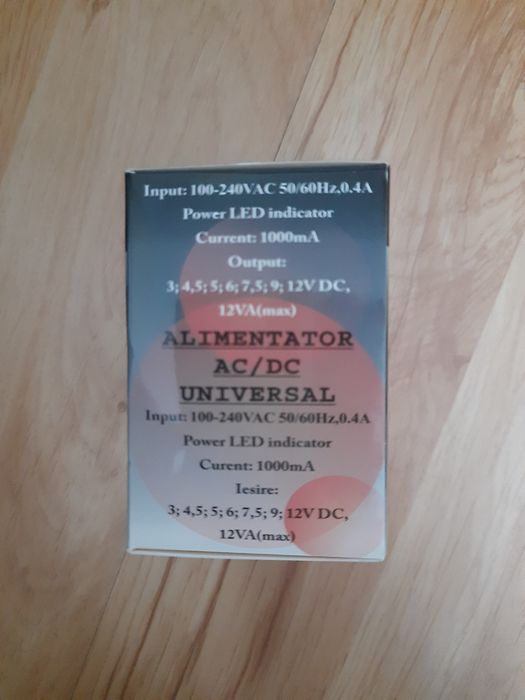 Input: 100-240VAC 50/60Hz,0.4A
Power LED indicator
Current: 1000mA
Output:
3; 4,5; 5; 6; 7,5; 9; 12V DC,
12VA(max)
ALIMENTATOR
AC/DC
UNIVERSAL
Input: 100-240VAC 50/60Hz,0.4A
Power LED indicator
Curent: 1000mA
Iesire:
3; 4,5; 5; 6; 7,5; 9; 12V DC,
12VA(max)